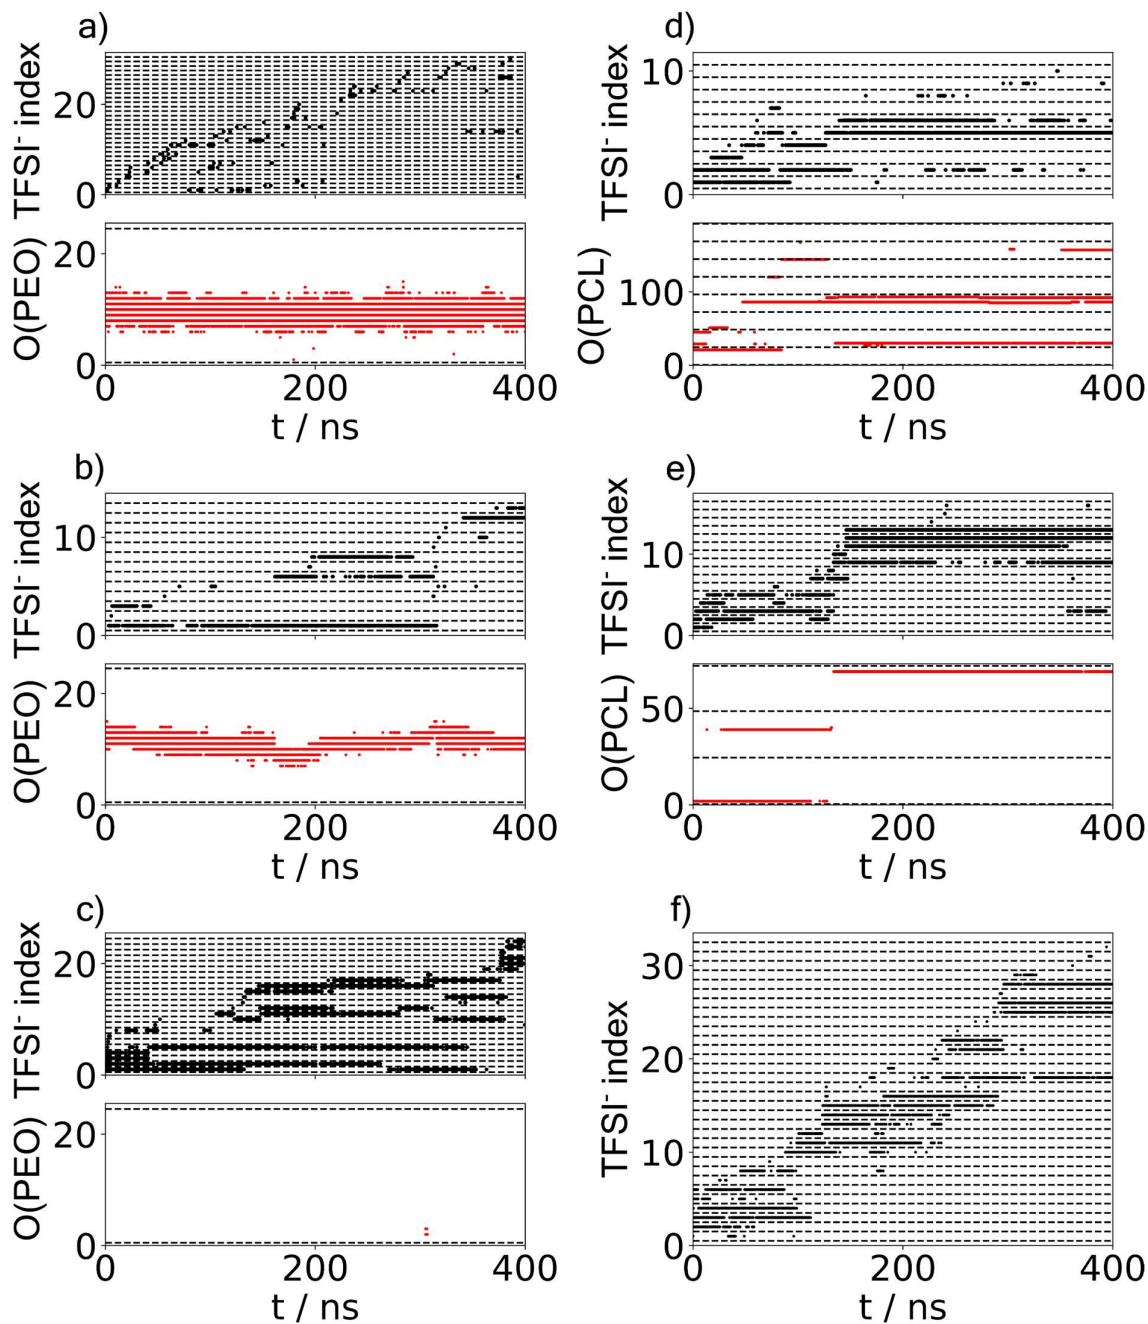 a)
TFSI⁻ index
20
0
O(PEO)
20
0
0 200 400
t / ns
b)
TFSI⁻ index
10
0
O(PEO)
20
0
0 200 400
t / ns
c)
TFSI⁻ index
20
0
O(PEO)
20
0
0 200 400
t / ns
d)
TFSI⁻ index
10
0
O(PCL)
100
0
0 200 400
t / ns
e)
TFSI⁻ index
10
0
O(PCL)
50
0
0 200 400
t / ns
f)
TFSI⁻ index
30
20
10
0
0 200 400
t / ns